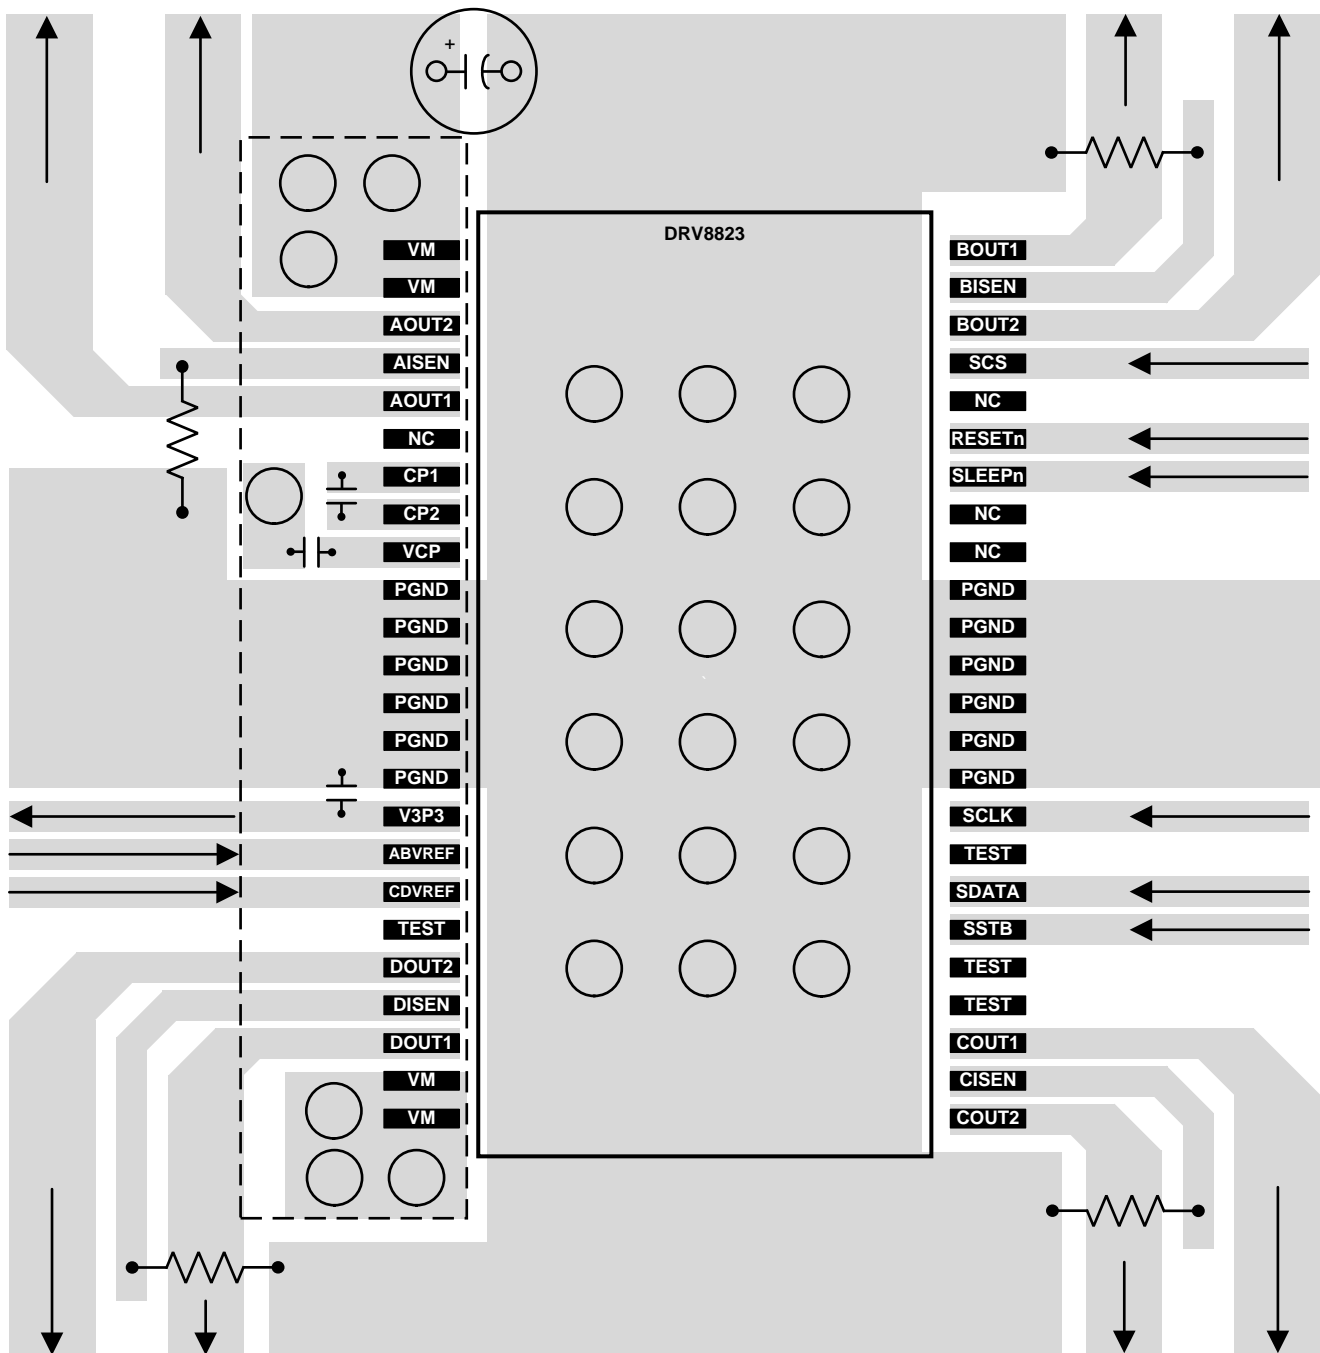 +
DRV8823
VM
VM
AOUT2
AISEN
AOUT1
NC
CP1
CP2
VCP
PGND
PGND
PGND
PGND
PGND
PGND
V3P3
ABVREF
CDVREF
TEST
DOUT2
DISEN
DOUT1
VM
VM
BOUT1
BISEN
BOUT2
SCS
NC
RESETn
SLEEPn
NC
NC
PGND
PGND
PGND
PGND
PGND
PGND
SCLK
TEST
SDATA
SSTB
TEST
TEST
COUT1
CISEN
COUT2